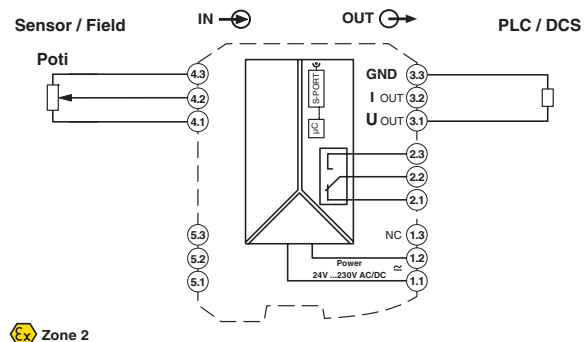 IN OUT
Sensor / Field PLC / DCS
Poti
4.3 GND 3.3
4.2 I OUT 3.2
4.1 U OUT 3.1
S-PORT
µC
2.3
2.2
2.1
5.3 NC 1.3
5.2 Power 1.2
5.1 24V ...230V AC/DC 1.1
Ex Zone 2